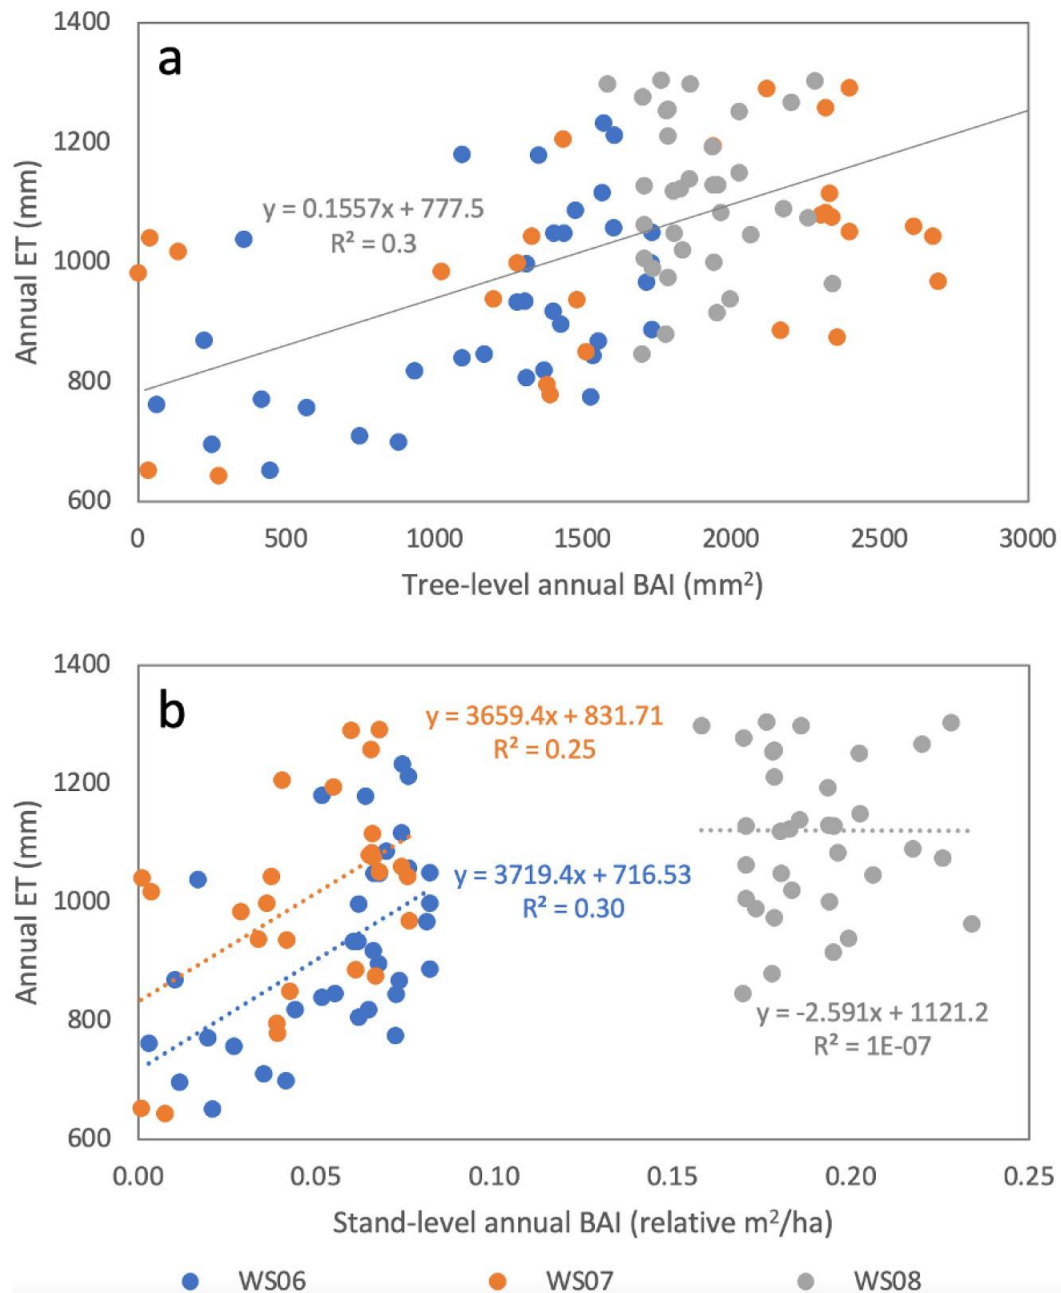 a
1400
1200
1000
800
600
Annual ET (mm)
y = 0.1557x + 777.5
R² = 0.3
0 500 1000 1500 2000 2500 3000
Tree-level annual BAI (mm²)
b
1400
1200
1000
800
600
Annual ET (mm)
y = 3659.4x + 831.71
R² = 0.25
y = 3719.4x + 716.53
R² = 0.30
y = -2.591x + 1121.2
R² = 1E-07
0.00 0.05 0.10 0.15 0.20 0.25
Stand-level annual BAI (relative m²/ha)
WS06 WS07 WS08